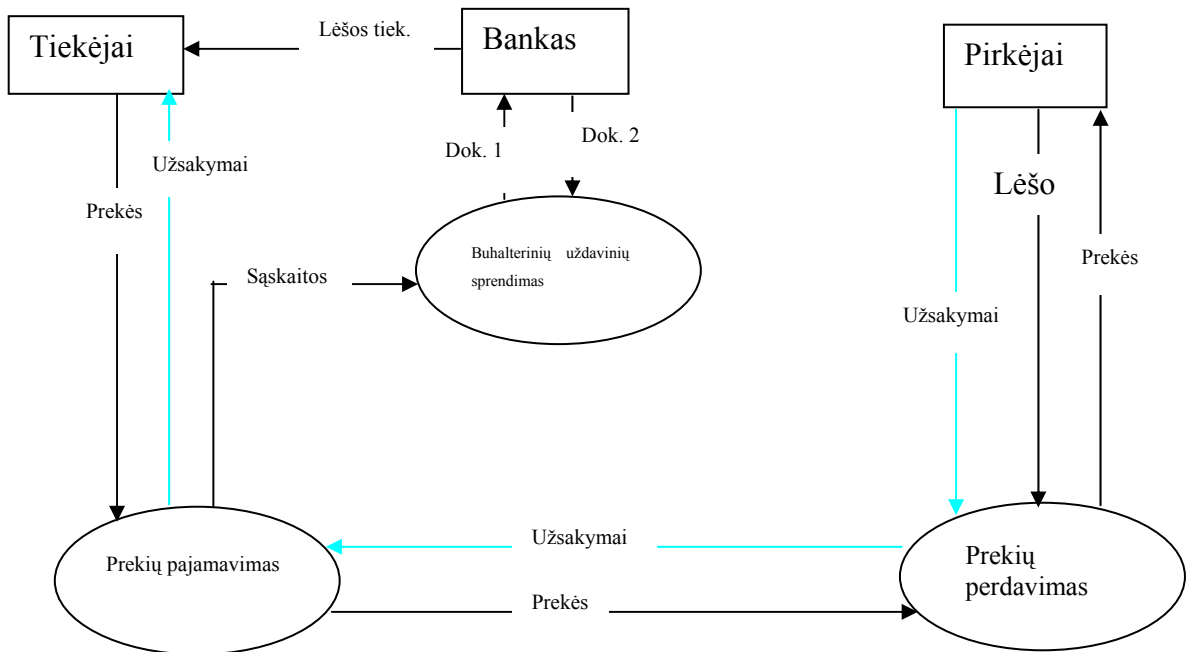 Tiekėjai
Lėšos tiek.
Bankas
Pirkėjai
Dok. 1
Dok. 2
Užsakymai
Prekės
Lėšo
Prekės
Buhalterinių uždavinių
sprendimas
Sąskaitos
Užsakymai
Prekių pajamavimas
Užsakymai
Prekės
Prekių
perdavimas